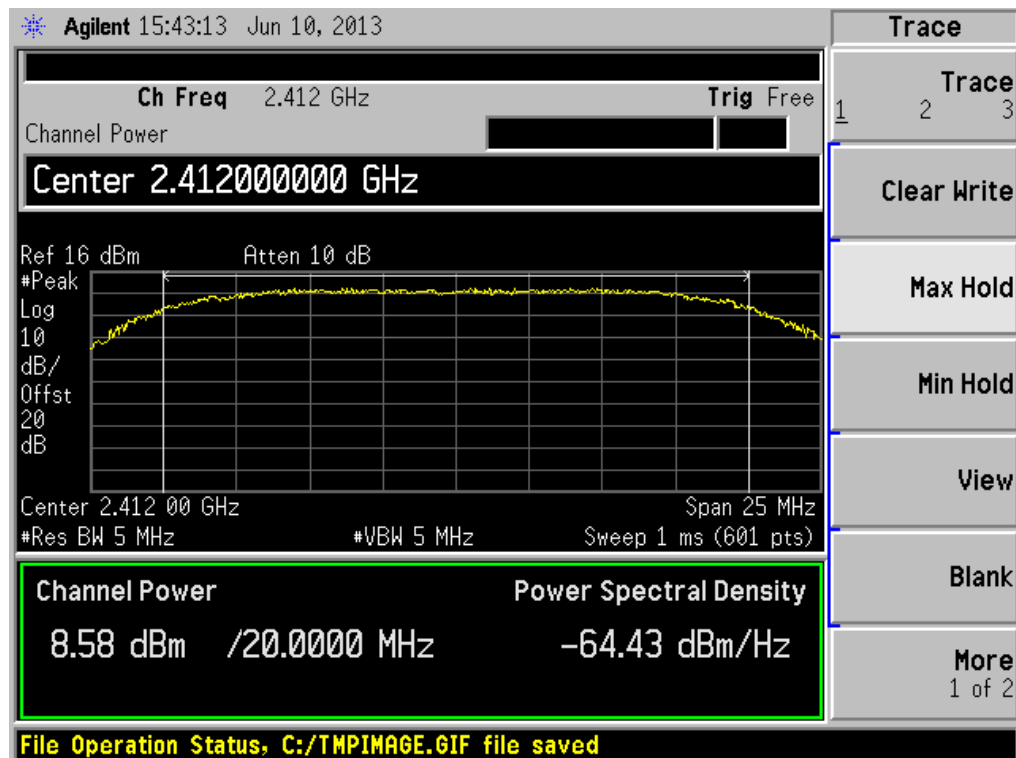 Agilent 15:43:13 Jun 10, 2013
Trace
Ch Freq 2.412 GHz
Trig Free
Channel Power
Center 2.412000000 GHz
Ref 16 dBm
Atten 10 dB
#Peak
Log
10
dB/
Offst
20
dB
Center 2.412 00 GHz
Span 25 MHz
#Res BW 5 MHz
#VBW 5 MHz
Sweep 1 ms (601 pts)
Channel Power
Power Spectral Density
8.58 dBm /20.0000 MHz
-64.43 dBm/Hz
File Operation Status, C:/TMPIMAGE.GIF file saved
Trace
1 2 3
Clear Write
Max Hold
Min Hold
View
Blank
More
1 of 2